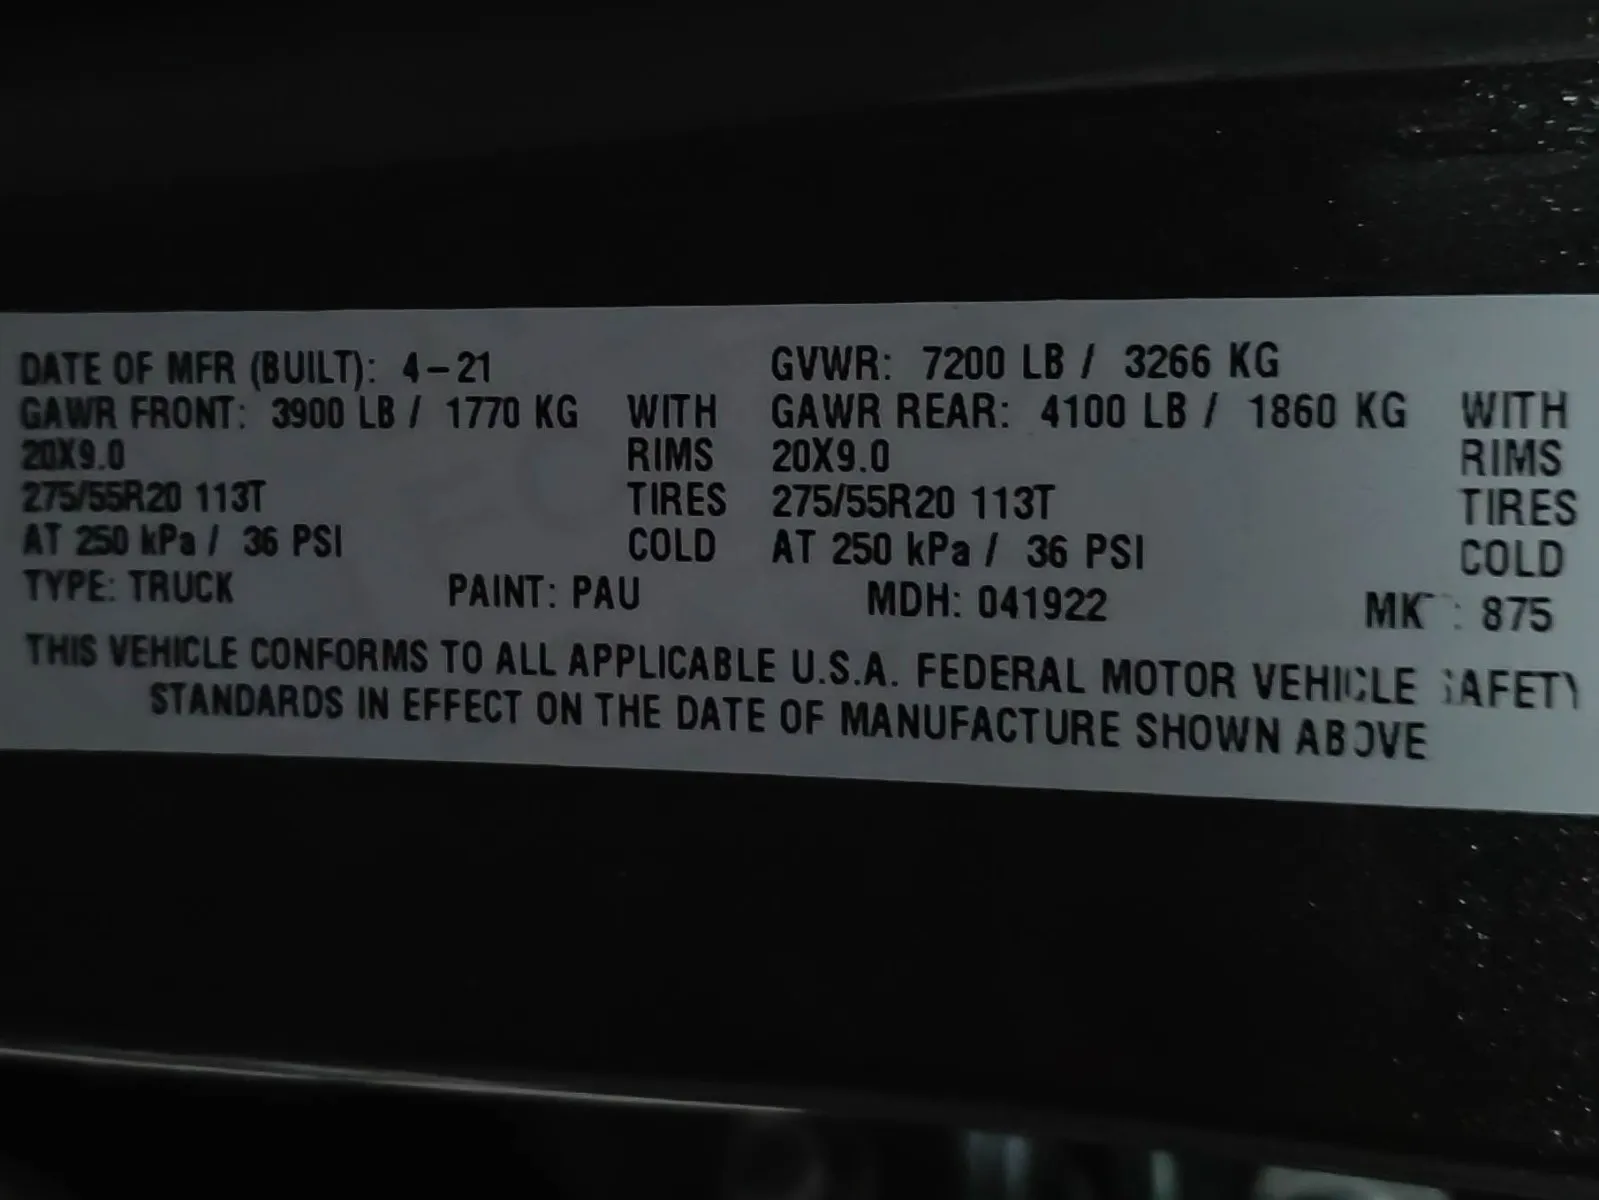 DATE OF MFR (BUILT): 4-21 GVWR: 7200 LB / 3266 KG
GAWR FRONT: 3900 LB / 1770 KG WITH GAWR REAR: 4100 LB / 1860 KG WITH
20X9.0 RIMS 20X9.0 RIMS
275/55R20 113T TIRES 275/55R20 113T TIRES
AT 250 kPa / 36 PSI COLD AT 250 kPa / 36 PSI COLD
TYPE: TRUCK PAINT: PAU MDH: 041922 MK : 875
THIS VEHICLE CONFORMS TO ALL APPLICABLE U.S.A. FEDERAL MOTOR VEHICLE SAFETY
STANDARDS IN EFFECT ON THE DATE OF MANUFACTURE SHOWN ABOVE